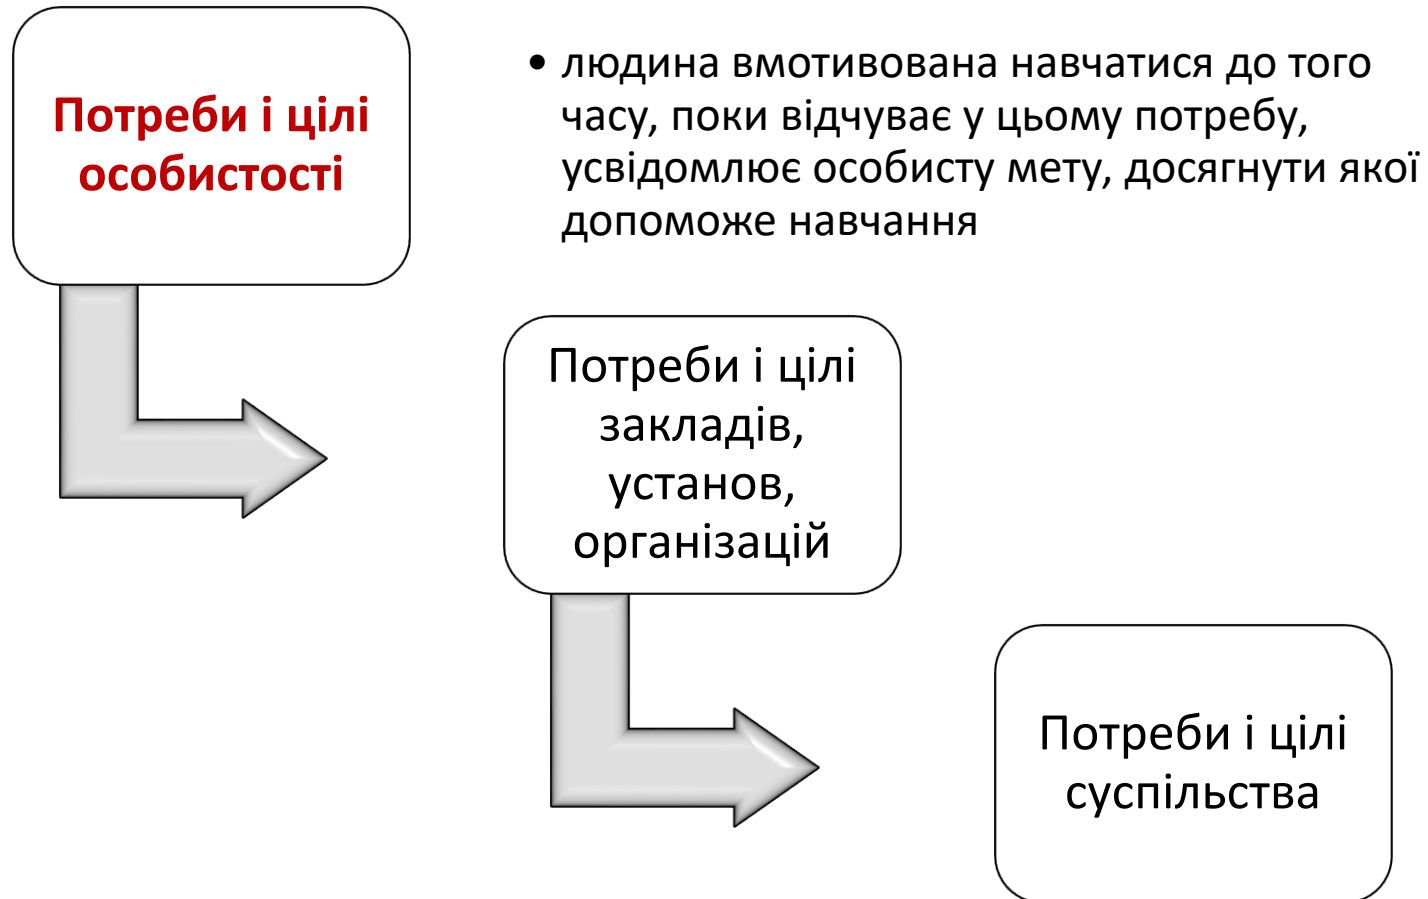 Потреби і цілі
особистості
• людина вмотивована навчатися до того
часу, поки відчуває у цьому потребу,
усвідомлює особисту мету, досягнути якої
допоможе навчання
Потреби і цілі
закладів,
установ,
організацій
Потреби і цілі
суспільства